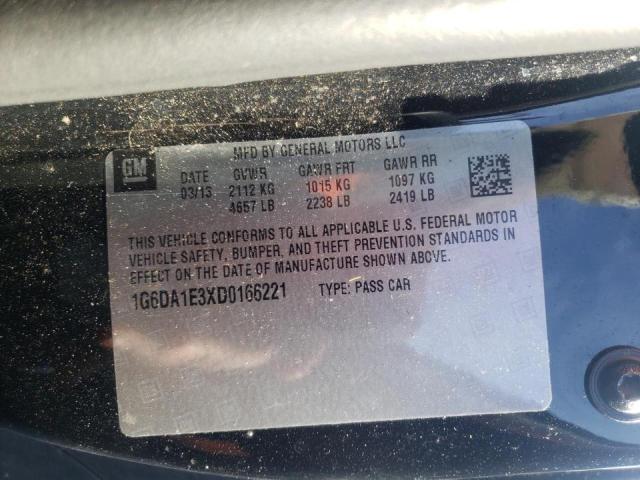 MFD BY GENERAL MOTORS LLC
GM DATE GVWR GAWR FRT GAWR RR
03/13 2112 KG 1015 KG 1097 KG
4657 LB 2238 LB 2419 LB
THIS VEHICLE CONFORMS TO ALL APPLICABLE U.S. FEDERAL MOTOR
VEHICLE SAFETY, BUMPER, AND THEFT PREVENTION STANDARDS IN
EFFECT ON THE DATE OF MANUFACTURE SHOWN ABOVE.
1G6DA1E3XD0166221 TYPE: PASS CAR